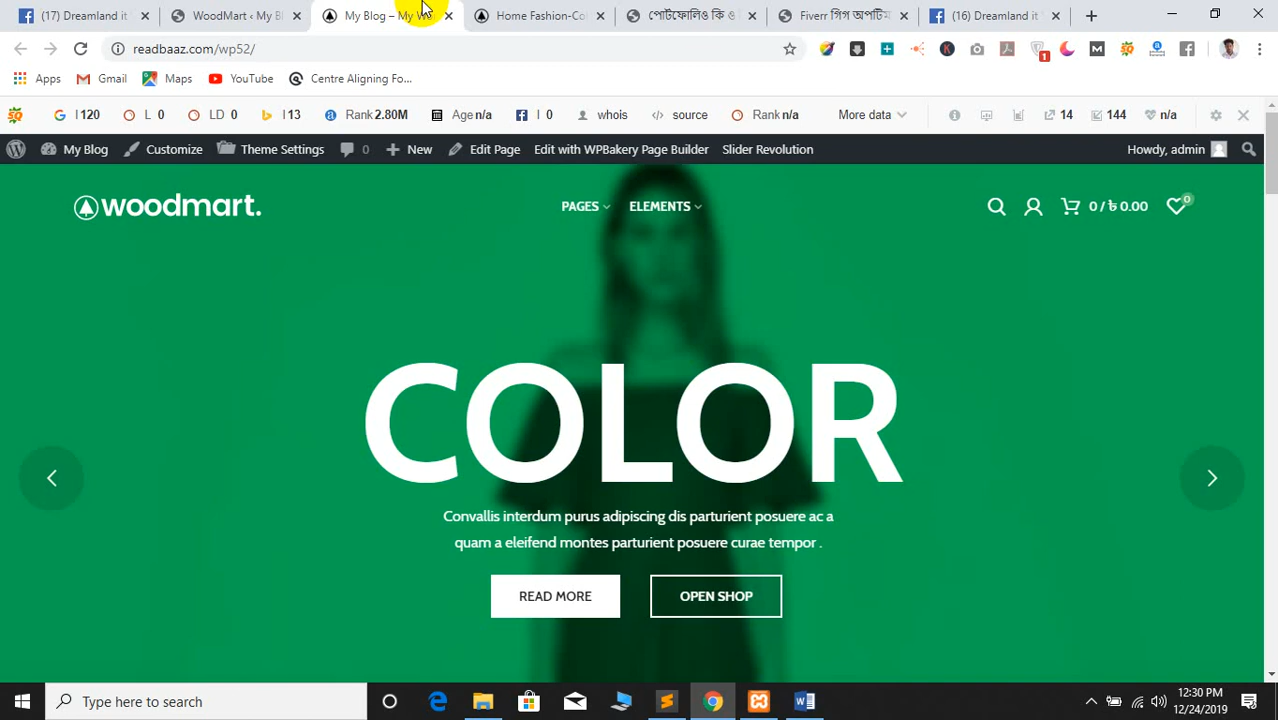 (17) Dreamland i
WoodMart ‹ My Bl
My Blog – My
Home Fashion-Co
পোর্টফোলিও কি ও
Fiverr গিগ অপটিম
(16) Dreamland it
readbaaz.com/wp52/
1
Apps
Gmail
Maps
YouTube
Centre Aligning Fo...
I 120
L 0
LD 0
I 13
Rank 2.80M
Age n/a
I 0
whois
source
Rank n/a
More data
14
144
n/a
My Blog
Customize
Theme Settings
0
New
Edit Page
Edit with WPBakery Page Builder
Slider Revolution
Howdy, admin
woodmart.
PAGES
ELEMENTS
0 / ৳ 0.00
0
COLOR
Convallis interdum purus adipiscing dis parturient posuere ac a
quam a eleifend montes parturient posuere curae tempor .
READ MORE
OPEN SHOP
Type here to search
12:30 PM
12/24/2019